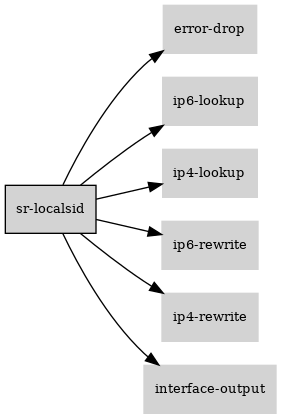 error-drop
ip6-lookup
ip4-lookup
sr-localsid
ip6-rewrite
ip4-rewrite
interface-output